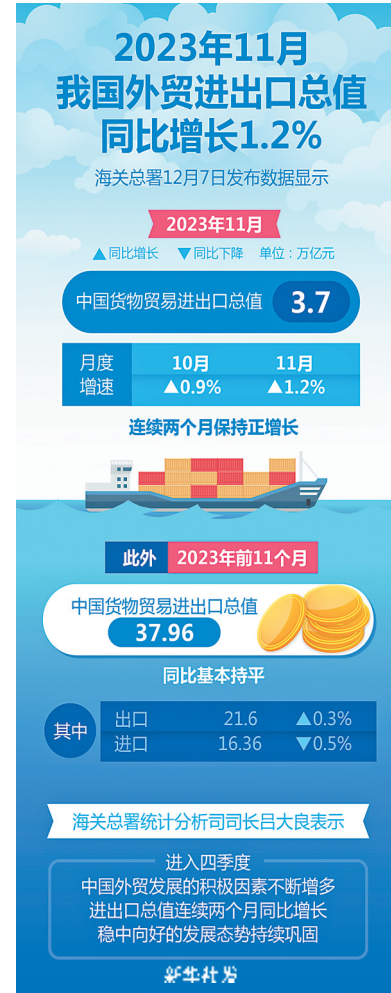 2023年11月
我国外贸进出口总值
同比增长1.2%
海关总署12月7日发布数据显示
2023年11月
▲同比增长 ▼同比下降 单位：万亿元
中国货物贸易进出口总值 3.7
月度 10月 11月
增速 ▲0.9% ▲1.2%
连续两个月保持正增长
此外 2023年前11个月
中国货物贸易进出口总值
37.96
同比基本持平
其中
出口 21.6 ▲0.3%
进口 16.36 ▼0.5%
海关总署统计分析司司长吕大良表示
进入四季度
中国外贸发展的积极因素不断增多
进出口总值连续两个月同比增长
稳中向好的发展态势持续巩固
新华社发